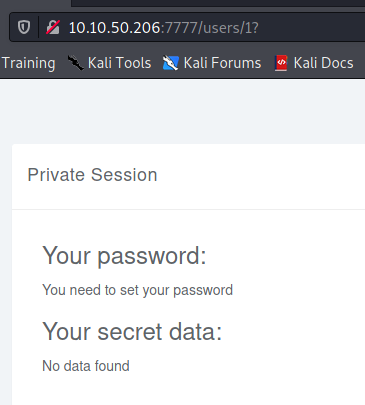 10.10.50.206:7777/users/1?
Training Kali Tools Kali Forums Kali Docs
Private Session
Your password:
You need to set your password
Your secret data:
No data found